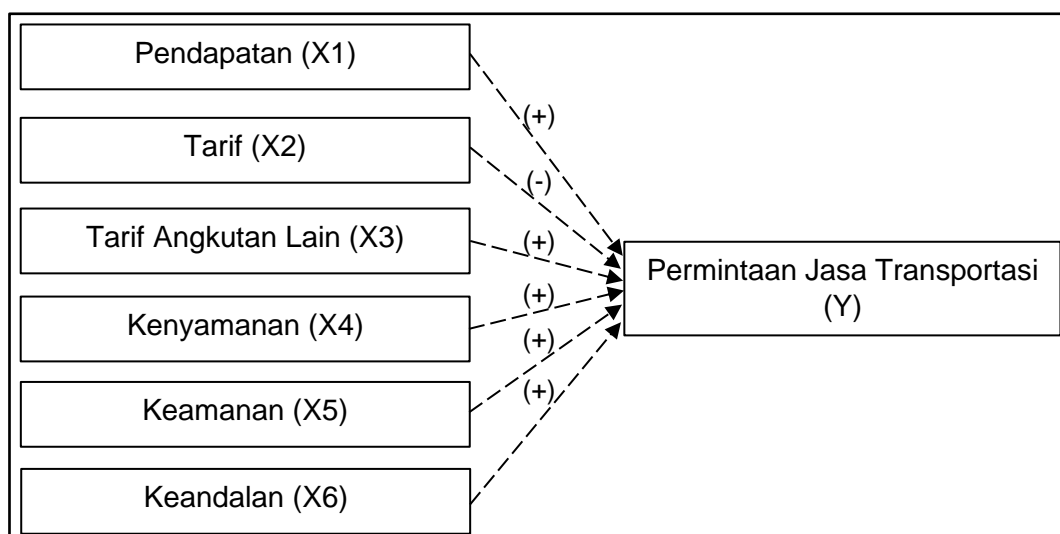 Pendapatan (X1)
(+)
Tarif (X2)
(-)
Tarif Angkutan Lain (X3)
(+)
Permintaan Jasa Transportasi
(Y)
Kenyamanan (X4)
(+)
(+)
Keamanan (X5)
(+)
Keandalan (X6)